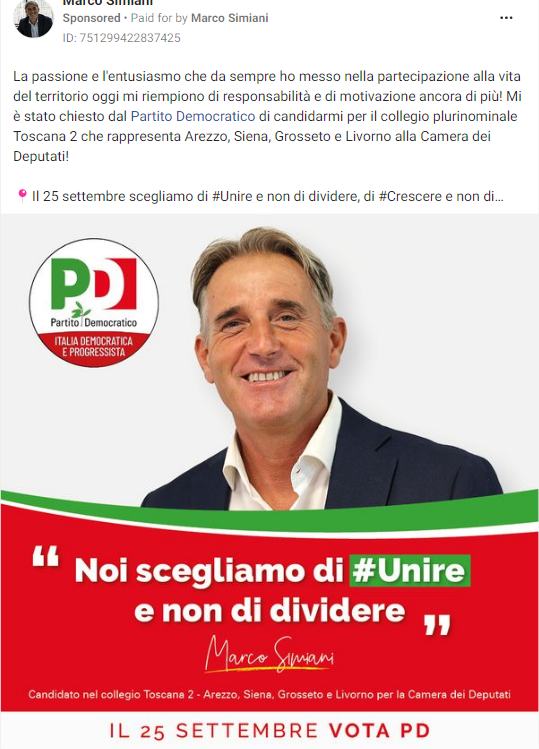 Marco Simiani
Sponsored • Paid for by Marco Simiani
ID: 751299422837425
La passione e l'entusiasmo che da sempre ho messo nella partecipazione alla vita
del territorio oggi mi riempiono di responsabilità e di motivazione ancora di più! Mi
è stato chiesto dal Partito Democratico di candidarmi per il collegio plurinominale
Toscana 2 che rappresenta Arezzo, Siena, Grosseto e Livorno alla Camera dei
Deputati!
📍Il 25 settembre scegliamo di #Unire e non di dividere, di #Crescere e non di...
PD
Partito Democratico
ITALIA DEMOCRATICA
E PROGRESSISTA
“ Noi scegliamo di #Unire
e non di dividere ”
Marco Simiani
Candidato nel collegio Toscana 2 - Arezzo, Siena, Grosseto e Livorno per la Camera dei Deputati
IL 25 SETTEMBRE VOTA PD